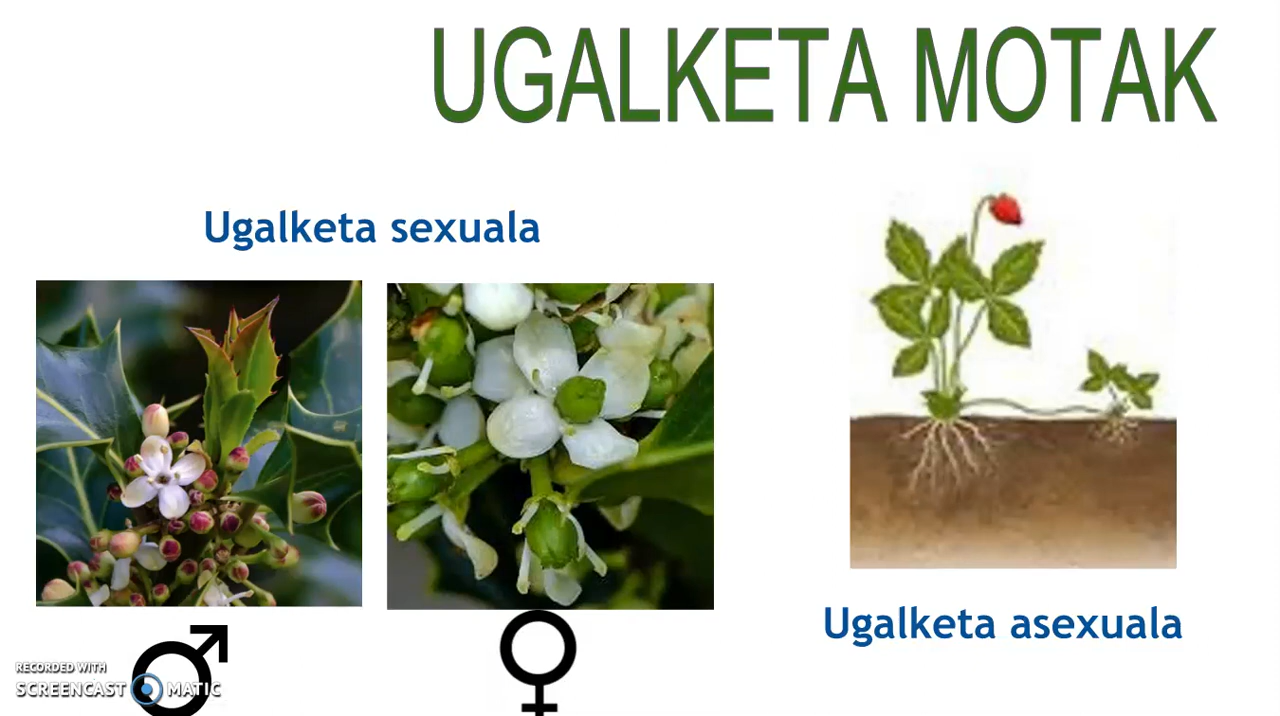 UGALKETA MOTAK
Ugalketa sexuala
Ugalketa asexuala
RECORDED WITH
SCREENCAST MATIC